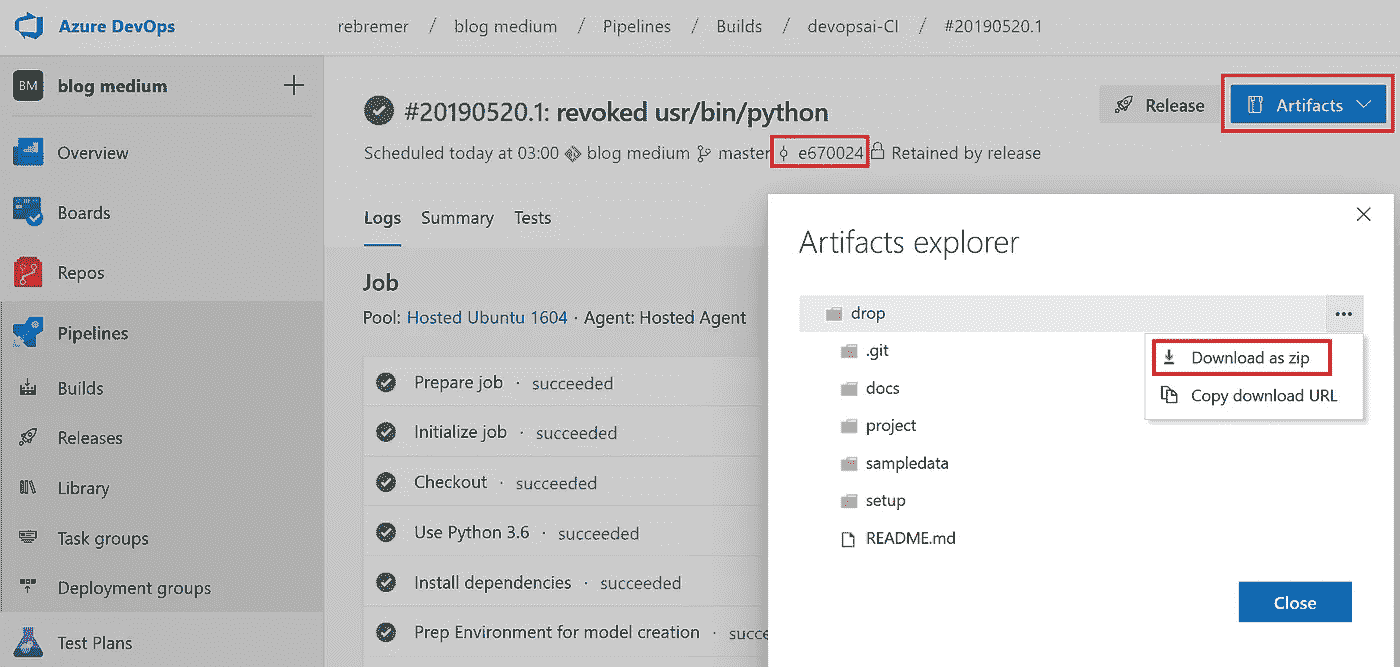 Azure DevOps
rebremer / blog medium / Pipelines / Builds / devopsai-CI / #20190520.1
BM blog medium
Overview
Boards
Repos
Pipelines
Builds
Releases
Library
Task groups
Deployment groups
Test Plans
#20190520.1: revoked usr/bin/python
Release
Artifacts
Scheduled today at 03:00 blog medium master e670024 Retained by release
Logs Summary Tests
Job
Pool: Hosted Ubuntu 1604 · Agent: Hosted Agent
Prepare job · succeeded
Initialize job · succeeded
Checkout · succeeded
Use Python 3.6 · succeeded
Install dependencies · succeeded
Prep Environment for model creation · succe
Artifacts explorer
drop
.git
docs
project
sampledata
setup
README.md
Download as zip
Copy download URL
Close